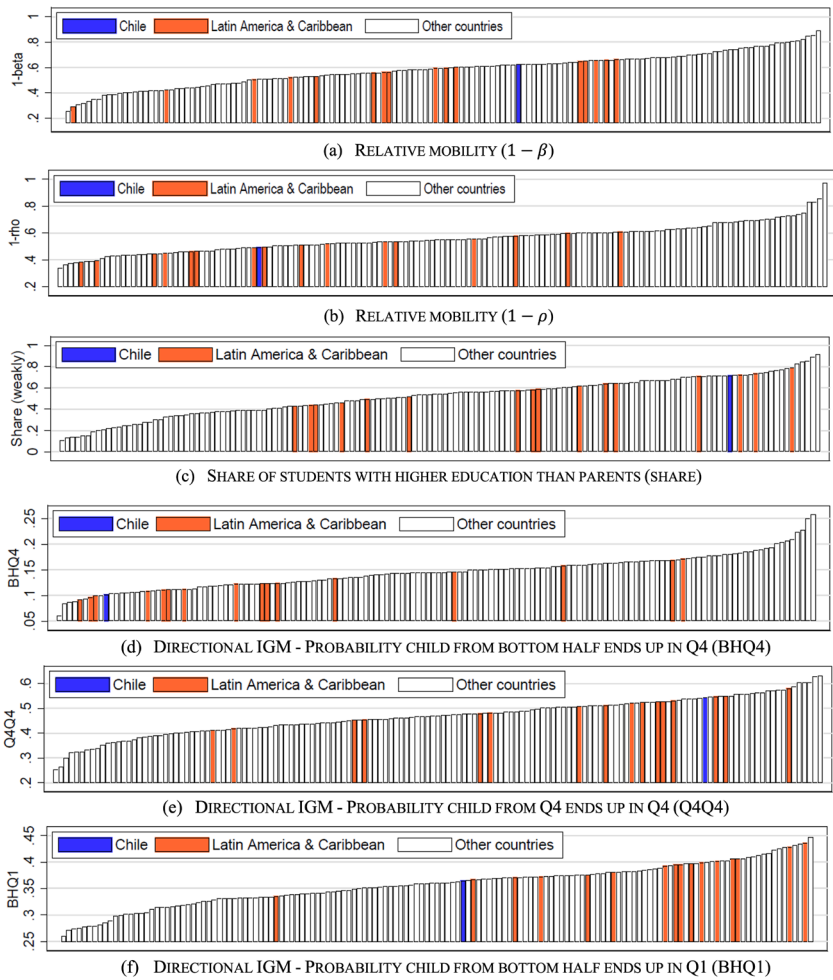 1-beta
1
.8
.6
.4
.2
Chile
Latin America & Caribbean
Other countries
(a) RELATIVE MOBILITY (1 − β)
1-rho
1
.8
.6
.4
.2
Chile
Latin America & Caribbean
Other countries
(b) RELATIVE MOBILITY (1 − ρ)
Share (weakly)
1
.8
.6
.4
.2
0
Chile
Latin America & Caribbean
Other countries
(c) SHARE OF STUDENTS WITH HIGHER EDUCATION THAN PARENTS (SHARE)
BHQ4
.25
.2
.15
.1
.05
Chile
Latin America & Caribbean
Other countries
(d) DIRECTIONAL IGM - PROBABILITY CHILD FROM BOTTOM HALF ENDS UP IN Q4 (BHQ4)
Q4Q4
.6
.5
.4
.3
.2
Chile
Latin America & Caribbean
Other countries
(e) DIRECTIONAL IGM - PROBABILITY CHILD FROM Q4 ENDS UP IN Q4 (Q4Q4)
BHQ1
.45
.4
.35
.3
.25
Chile
Latin America & Caribbean
Other countries
(f) DIRECTIONAL IGM - PROBABILITY CHILD FROM BOTTOM HALF ENDS UP IN Q1 (BHQ1)